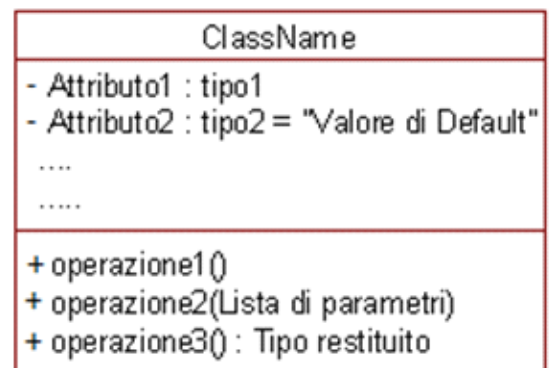 ClassName
- Attributo1 : tipo1
- Attributo2 : tipo2 = "Valore di Default"
....
.....
+ operazione1()
+ operazione2(Lista di parametri)
+ operazione3() : Tipo restituito